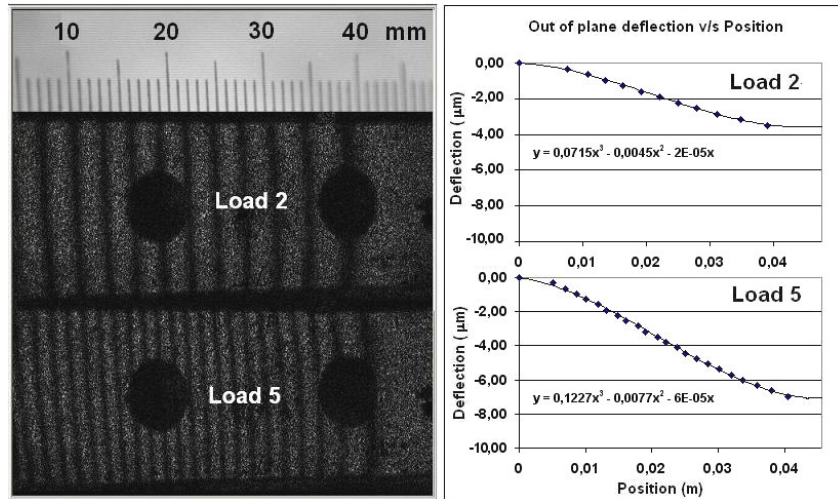 10 20 30 40 mm
Load 2
Load 5
Out of plane deflection v/s Position
Load 2
0,00
-2,00
-4,00
-6,00
-8,00
-10,00
Deflection ( μm)
y = 0,0715x³ - 0,0045x² - 2E-05x
0 0,01 0,02 0,03 0,04
Load 5
0,00
-2,00
-4,00
-6,00
-8,00
-10,00
Deflection ( μm)
y = 0,1227x³ - 0,0077x² - 6E-05x
0 0,01 0,02 0,03 0,04
Position (m)